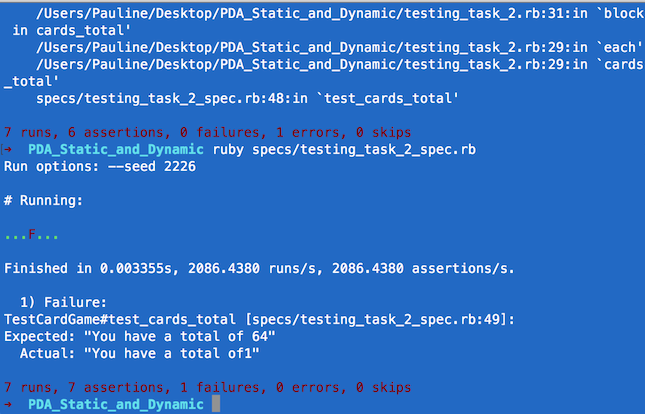 /Users/Pauline/Desktop/PDA_Static_and_Dynamic/testing_task_2.rb:31:in `block
 in cards_total'
/Users/Pauline/Desktop/PDA_Static_and_Dynamic/testing_task_2.rb:29:in `each'
/Users/Pauline/Desktop/PDA_Static_and_Dynamic/testing_task_2.rb:29:in `cards
_total'
specs/testing_task_2_spec.rb:48:in `test_cards_total'
7 runs, 6 assertions, 0 failures, 1 errors, 0 skips
→ PDA_Static_and_Dynamic ruby specs/testing_task_2_spec.rb
Run options: --seed 2226
# Running:
...F...
Finished in 0.003355s, 2086.4380 runs/s, 2086.4380 assertions/s.
1) Failure:
TestCardGame#test_cards_total [specs/testing_task_2_spec.rb:49]:
Expected: "You have a total of 64"
Actual: "You have a total of1"
7 runs, 7 assertions, 1 failures, 0 errors, 0 skips
→ PDA_Static_and_Dynamic